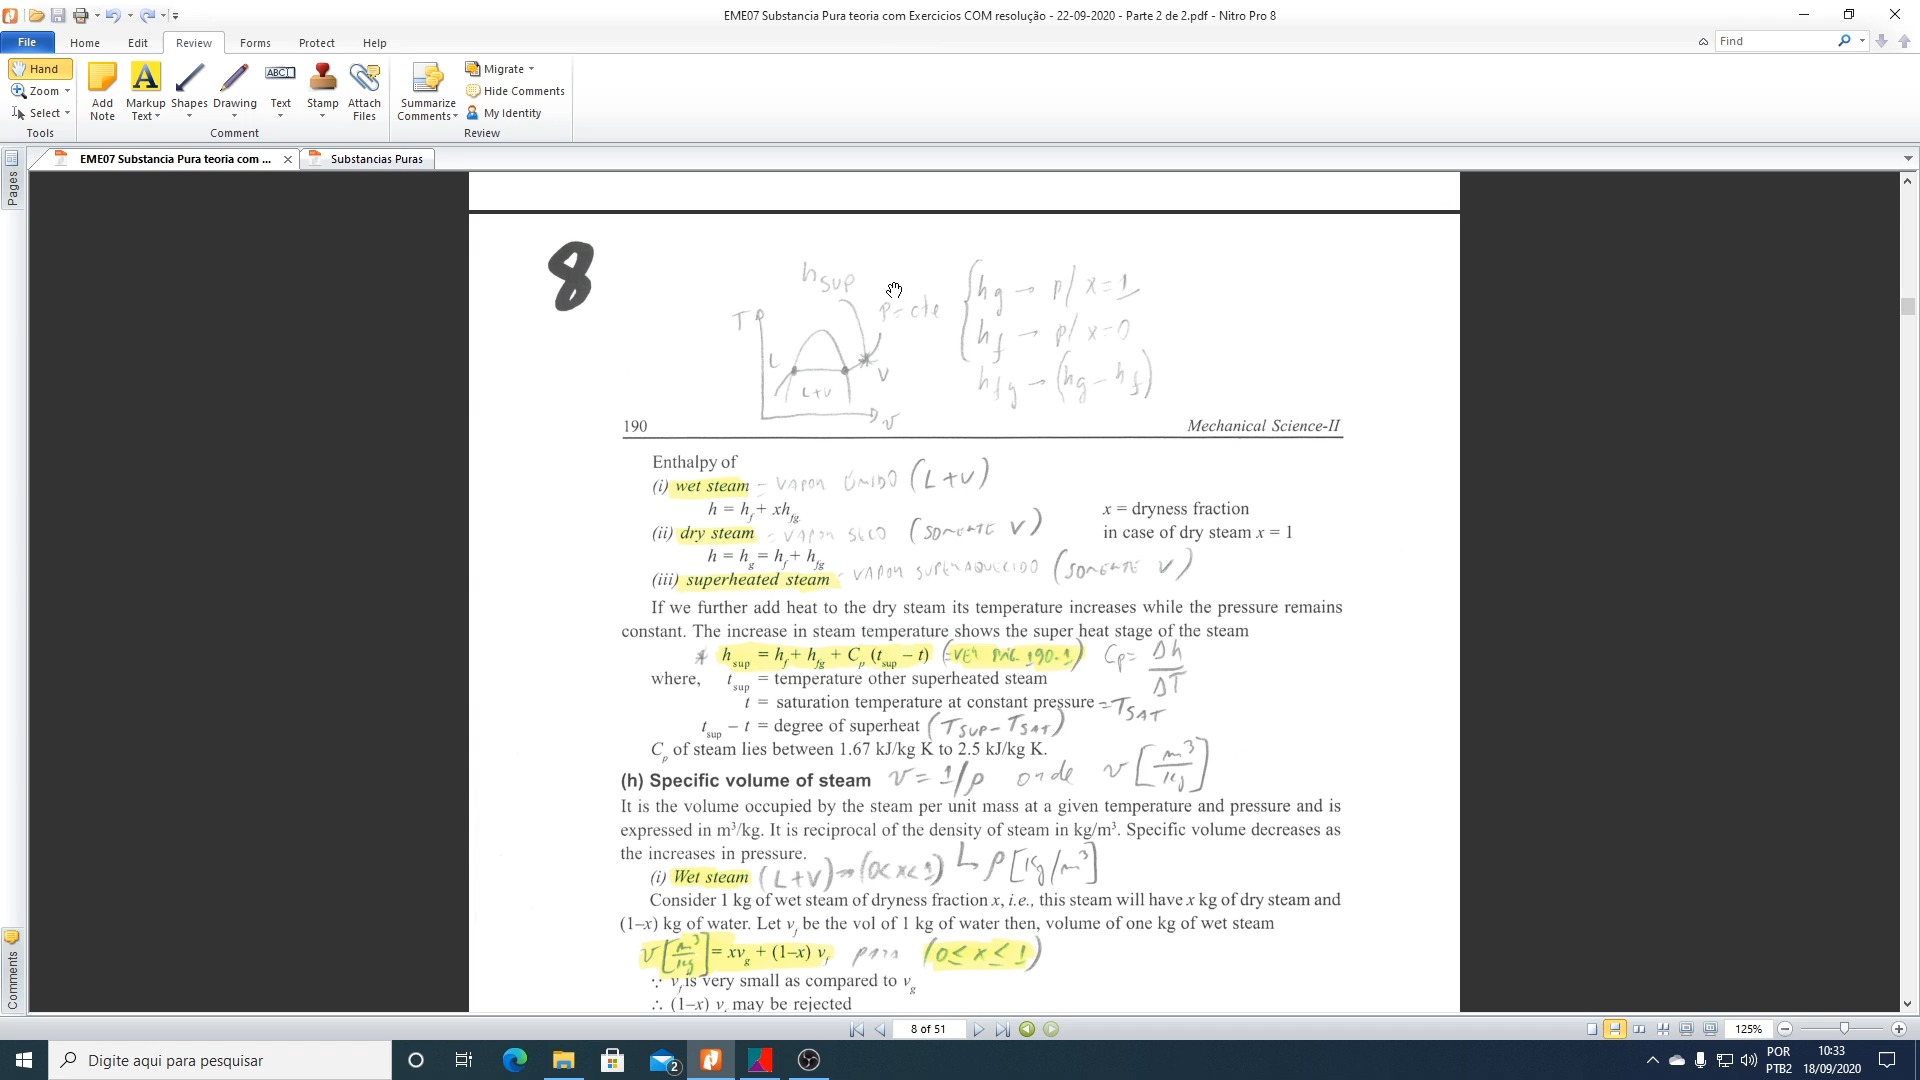 EME07 Substancia Pura teoria com Exercicios COM resolução - 22-09-2020 - Parte 2 de 2.pdf - Nitro Pro 8
File Home Edit Review Forms Protect Help
Find
Hand
Zoom
Select
Tools
Add Note
Markup Text
Shapes
Drawing
Text
Stamp
Attach Files
Comment
Summarize Comments
Migrate
Hide Comments
My Identity
Review
EME07 Substancia Pura teoria com ...
Substancias Puras
Pages
8
h sup
P=cte
T
L
L+V
V
v
hg → p/ x=1
hf → p/ x=0
hfg → (hg - hf)
190 Mechanical Science-II
Enthalpy of
(i) wet steam = VAPOR ÚMIDO (L+V)
h = hf + xhfg x = dryness fraction
(ii) dry steam = VAPOR SECO (SOMENTE V) in case of dry steam x = 1
h = hg = hf + hfg
(iii) superheated steam - VAPOR SUPERAQUECIDO (SOMENTE V)
If we further add heat to the dry steam its temperature increases while the pressure remains
constant. The increase in steam temperature shows the super heat stage of the steam
* hsup = hf + hfg + Cp (tsup – t) (=VER PÁG. 190.1) Cp = Δh/ΔT
where, tsup = temperature other superheated steam
t = saturation temperature at constant pressure = TSAT
tsup – t = degree of superheat (TSUP - TSAT)
Cp of steam lies between 1.67 kJ/kg K to 2.5 kJ/kg K.
(h) Specific volume of steam v = 1/ρ onde v [m³/Kg]
It is the volume occupied by the steam per unit mass at a given temperature and pressure and is
expressed in m³/kg. It is reciprocal of the density of steam in kg/m³. Specific volume decreases as
the increases in pressure.
(i) Wet steam (L+V) → (0<x<1) ρ [Kg/m³]
Consider 1 kg of wet steam of dryness fraction x, i.e., this steam will have x kg of dry steam and
(1–x) kg of water. Let vf be the vol of 1 kg of water then, volume of one kg of wet steam
v [m³/Kg] = xvg + (1–x) vf para (0≤x≤1)
∵ vf is very small as compared to vg
∴ (1–x) vf may be rejected
Comments
8 of 51
125%
Digite aqui para pesquisar
2
POR
PTB2
10:33
18/09/2020